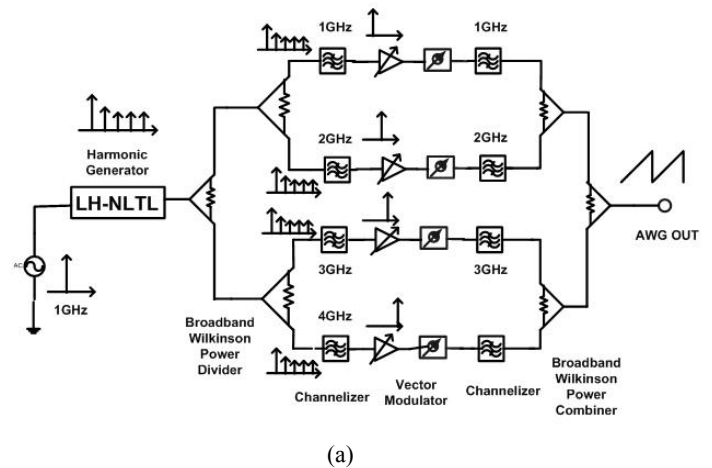 1GHz
1GHz
2GHz
2GHz
Harmonic
Generator
LH-NLTL
AWG OUT
AC
1GHz
3GHz
3GHz
4GHz
Broadband
Wilkinson
Power
Divider
Channelizer
Vector
Modulator
Channelizer
Broadband
Wilkinson
Power
Combiner
(a)